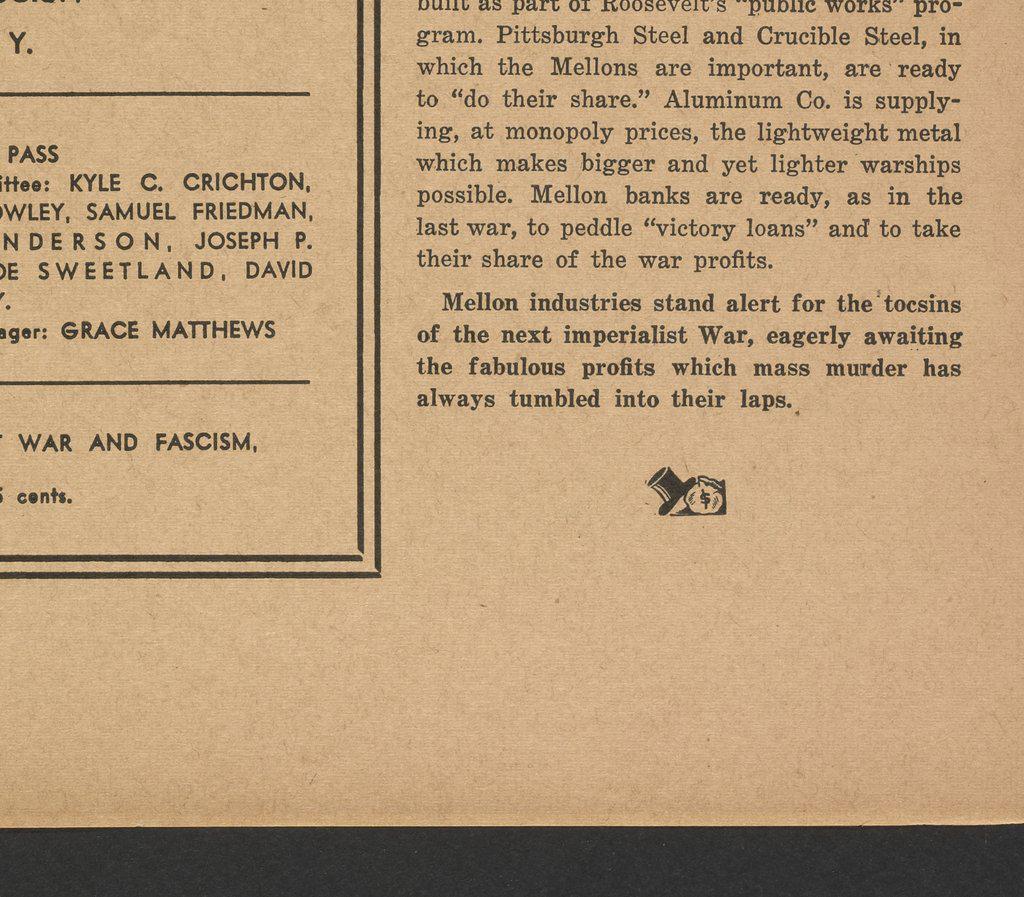 Y.
PASS
ittee: KYLE C. CRICHTON,
OWLEY, SAMUEL FRIEDMAN,
NDERSON, JOSEPH P.
DE SWEETLAND, DAVID
Y.
ager: GRACE MATTHEWS
WAR AND FASCISM,
5 cents.
built as part of Roosevelt's "public works" pro-
gram. Pittsburgh Steel and Crucible Steel, in
which the Mellons are important, are ready
to "do their share." Aluminum Co. is supply-
ing, at monopoly prices, the lightweight metal
which makes bigger and yet lighter warships
possible. Mellon banks are ready, as in the
last war, to peddle "victory loans" and to take
their share of the war profits.
Mellon industries stand alert for the tocsins
of the next imperialist War, eagerly awaiting
the fabulous profits which mass murder has
always tumbled into their laps.
$